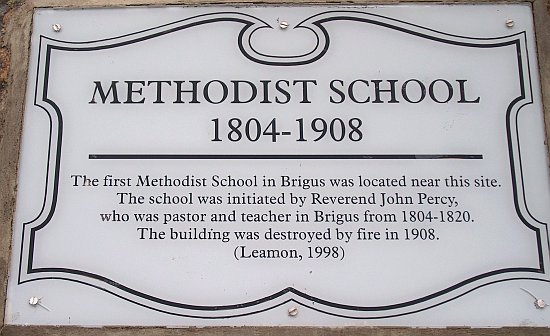 METHODIST SCHOOL
1804-1908
The first Methodist School in Brigus was located near this site.
The school was initiated by Reverend John Percy,
who was pastor and teacher in Brigus from 1804-1820.
The building was destroyed by fire in 1908.
(Leamon, 1998)